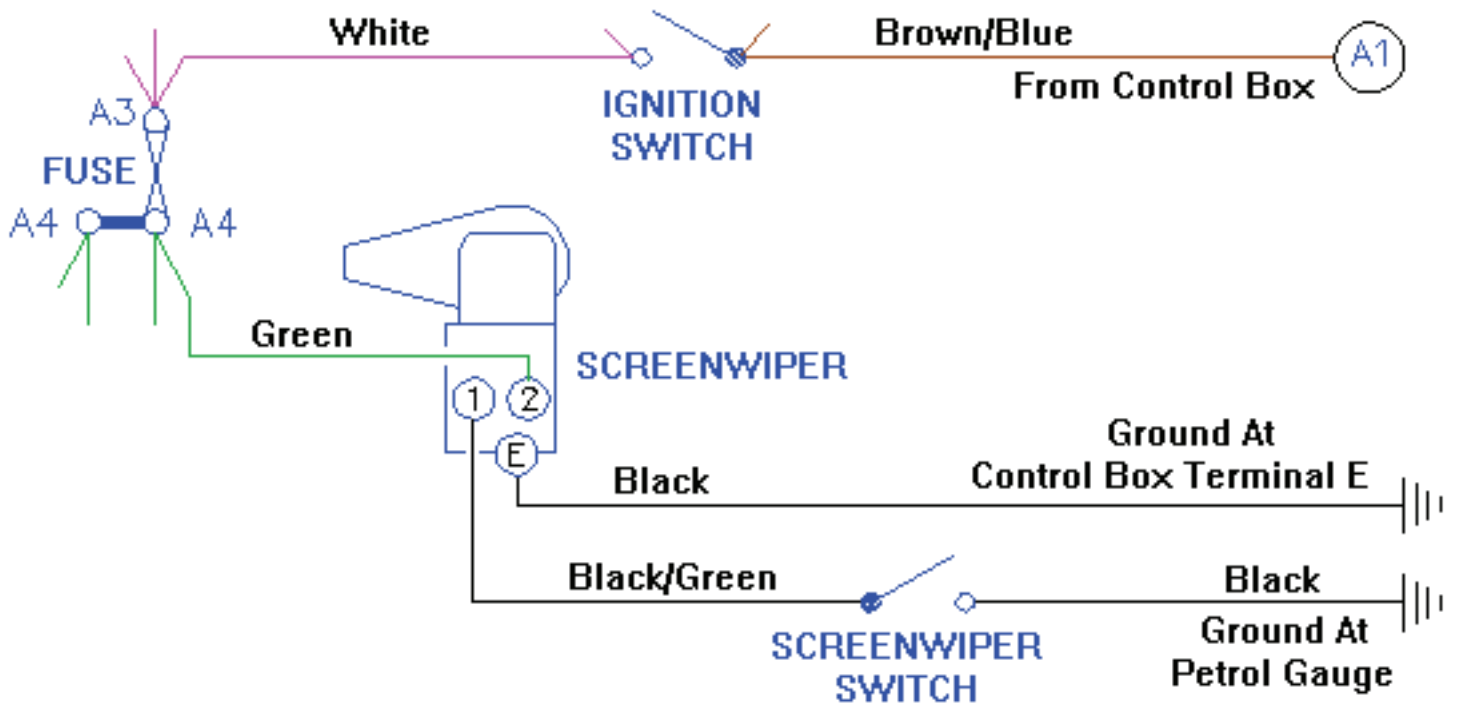 White
Brown/Blue
A1
From Control Box
IGNITION
SWITCH
A3
FUSE
A4
A4
Green
SCREENWIPER
1
2
E
Ground At
Control Box Terminal E
Black
Black/Green
Black
SCREENWIPER
SWITCH
Ground At
Petrol Gauge